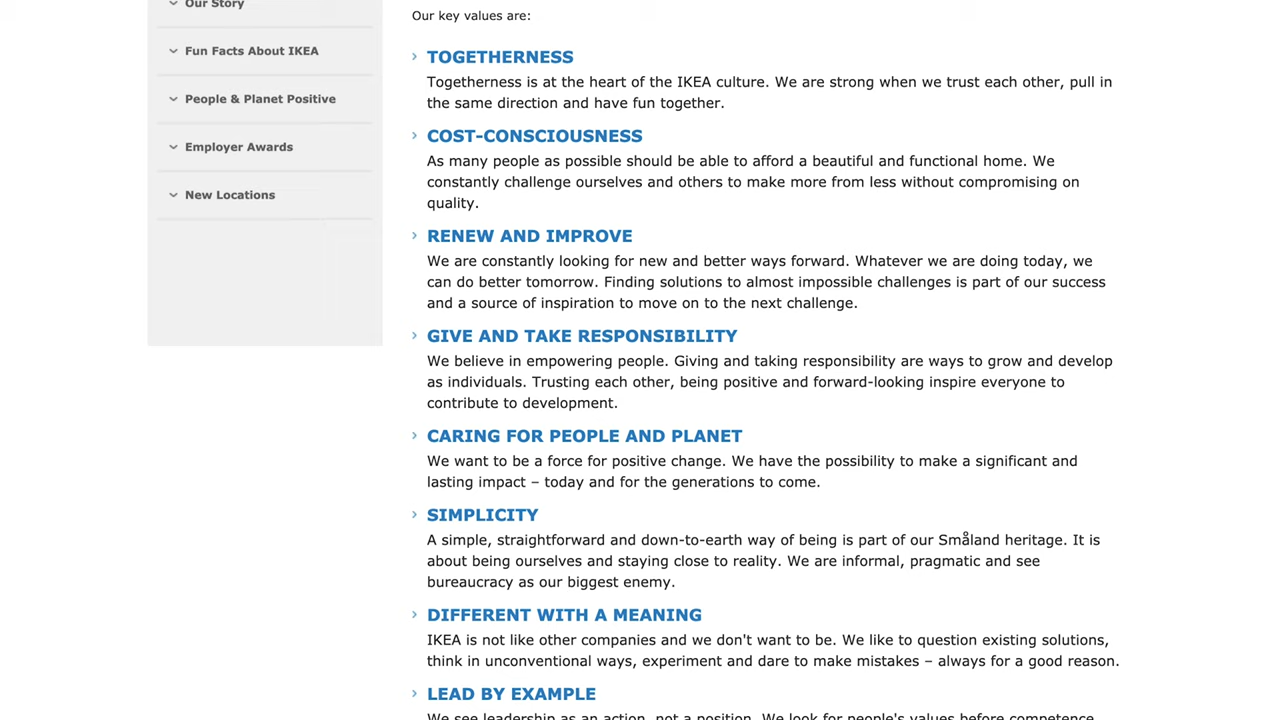 Our Story
Fun Facts About IKEA
People & Planet Positive
Employer Awards
New Locations
Our key values are:
TOGETHERNESS
Togetherness is at the heart of the IKEA culture. We are strong when we trust each other, pull in
the same direction and have fun together.
COST-CONSCIOUSNESS
As many people as possible should be able to afford a beautiful and functional home. We
constantly challenge ourselves and others to make more from less without compromising on
quality.
RENEW AND IMPROVE
We are constantly looking for new and better ways forward. Whatever we are doing today, we
can do better tomorrow. Finding solutions to almost impossible challenges is part of our success
and a source of inspiration to move on to the next challenge.
GIVE AND TAKE RESPONSIBILITY
We believe in empowering people. Giving and taking responsibility are ways to grow and develop
as individuals. Trusting each other, being positive and forward-looking inspire everyone to
contribute to development.
CARING FOR PEOPLE AND PLANET
We want to be a force for positive change. We have the possibility to make a significant and
lasting impact – today and for the generations to come.
SIMPLICITY
A simple, straightforward and down-to-earth way of being is part of our Småland heritage. It is
about being ourselves and staying close to reality. We are informal, pragmatic and see
bureaucracy as our biggest enemy.
DIFFERENT WITH A MEANING
IKEA is not like other companies and we don't want to be. We like to question existing solutions,
think in unconventional ways, experiment and dare to make mistakes – always for a good reason.
LEAD BY EXAMPLE
We see leadership as an action, not a position. We look for people's values before competence